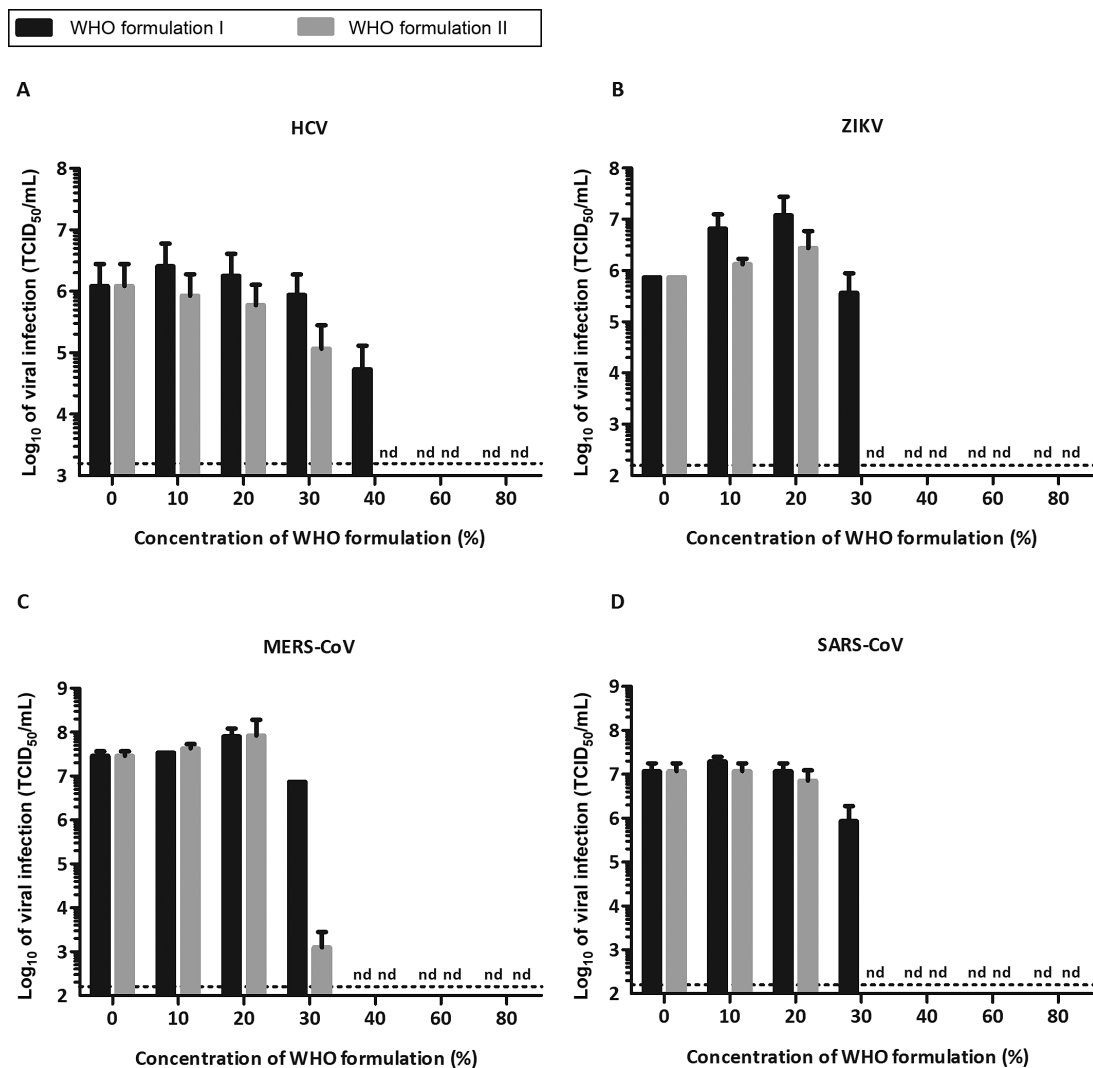 WHO formulation I WHO formulation II
A
HCV
Log10 of viral infection (TCID50/mL)
8
7
6
5
4
3
nd nd nd nd nd
0 10 20 30 40 60 80
Concentration of WHO formulation (%)
B
ZIKV
Log10 of viral infection (TCID50/mL)
8
7
6
5
4
3
2
nd nd nd nd nd nd nd
0 10 20 30 40 60 80
Concentration of WHO formulation (%)
C
MERS-CoV
Log10 of viral infection (TCID50/mL)
9
8
7
6
5
4
3
2
nd nd nd nd nd nd
0 10 20 30 40 60 80
Concentration of WHO formulation (%)
D
SARS-CoV
Log10 of viral infection (TCID50/mL)
9
8
7
6
5
4
3
2
nd nd nd nd nd nd nd
0 10 20 30 40 60 80
Concentration of WHO formulation (%)